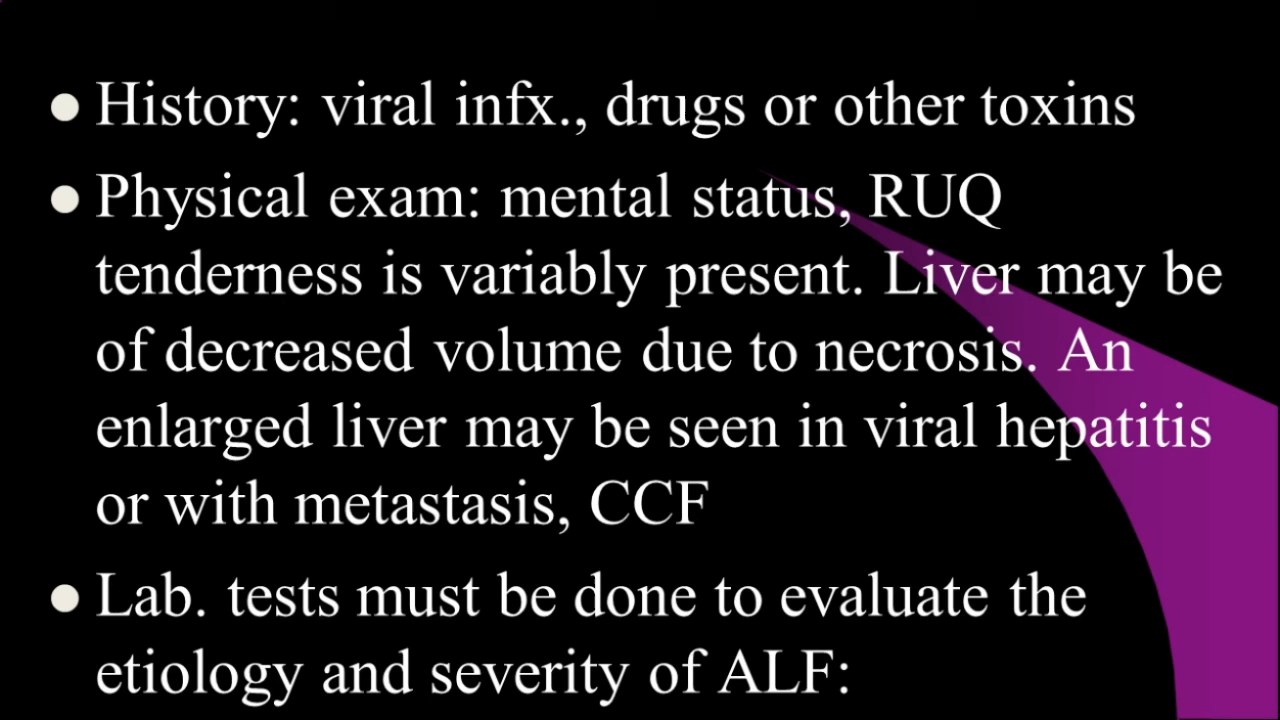 ● History: viral infx., drugs or other toxins
● Physical exam: mental status, RUQ
tenderness is variably present. Liver may be
of decreased volume due to necrosis. An
enlarged liver may be seen in viral hepatitis
or with metastasis, CCF
● Lab. tests must be done to evaluate the
etiology and severity of ALF: